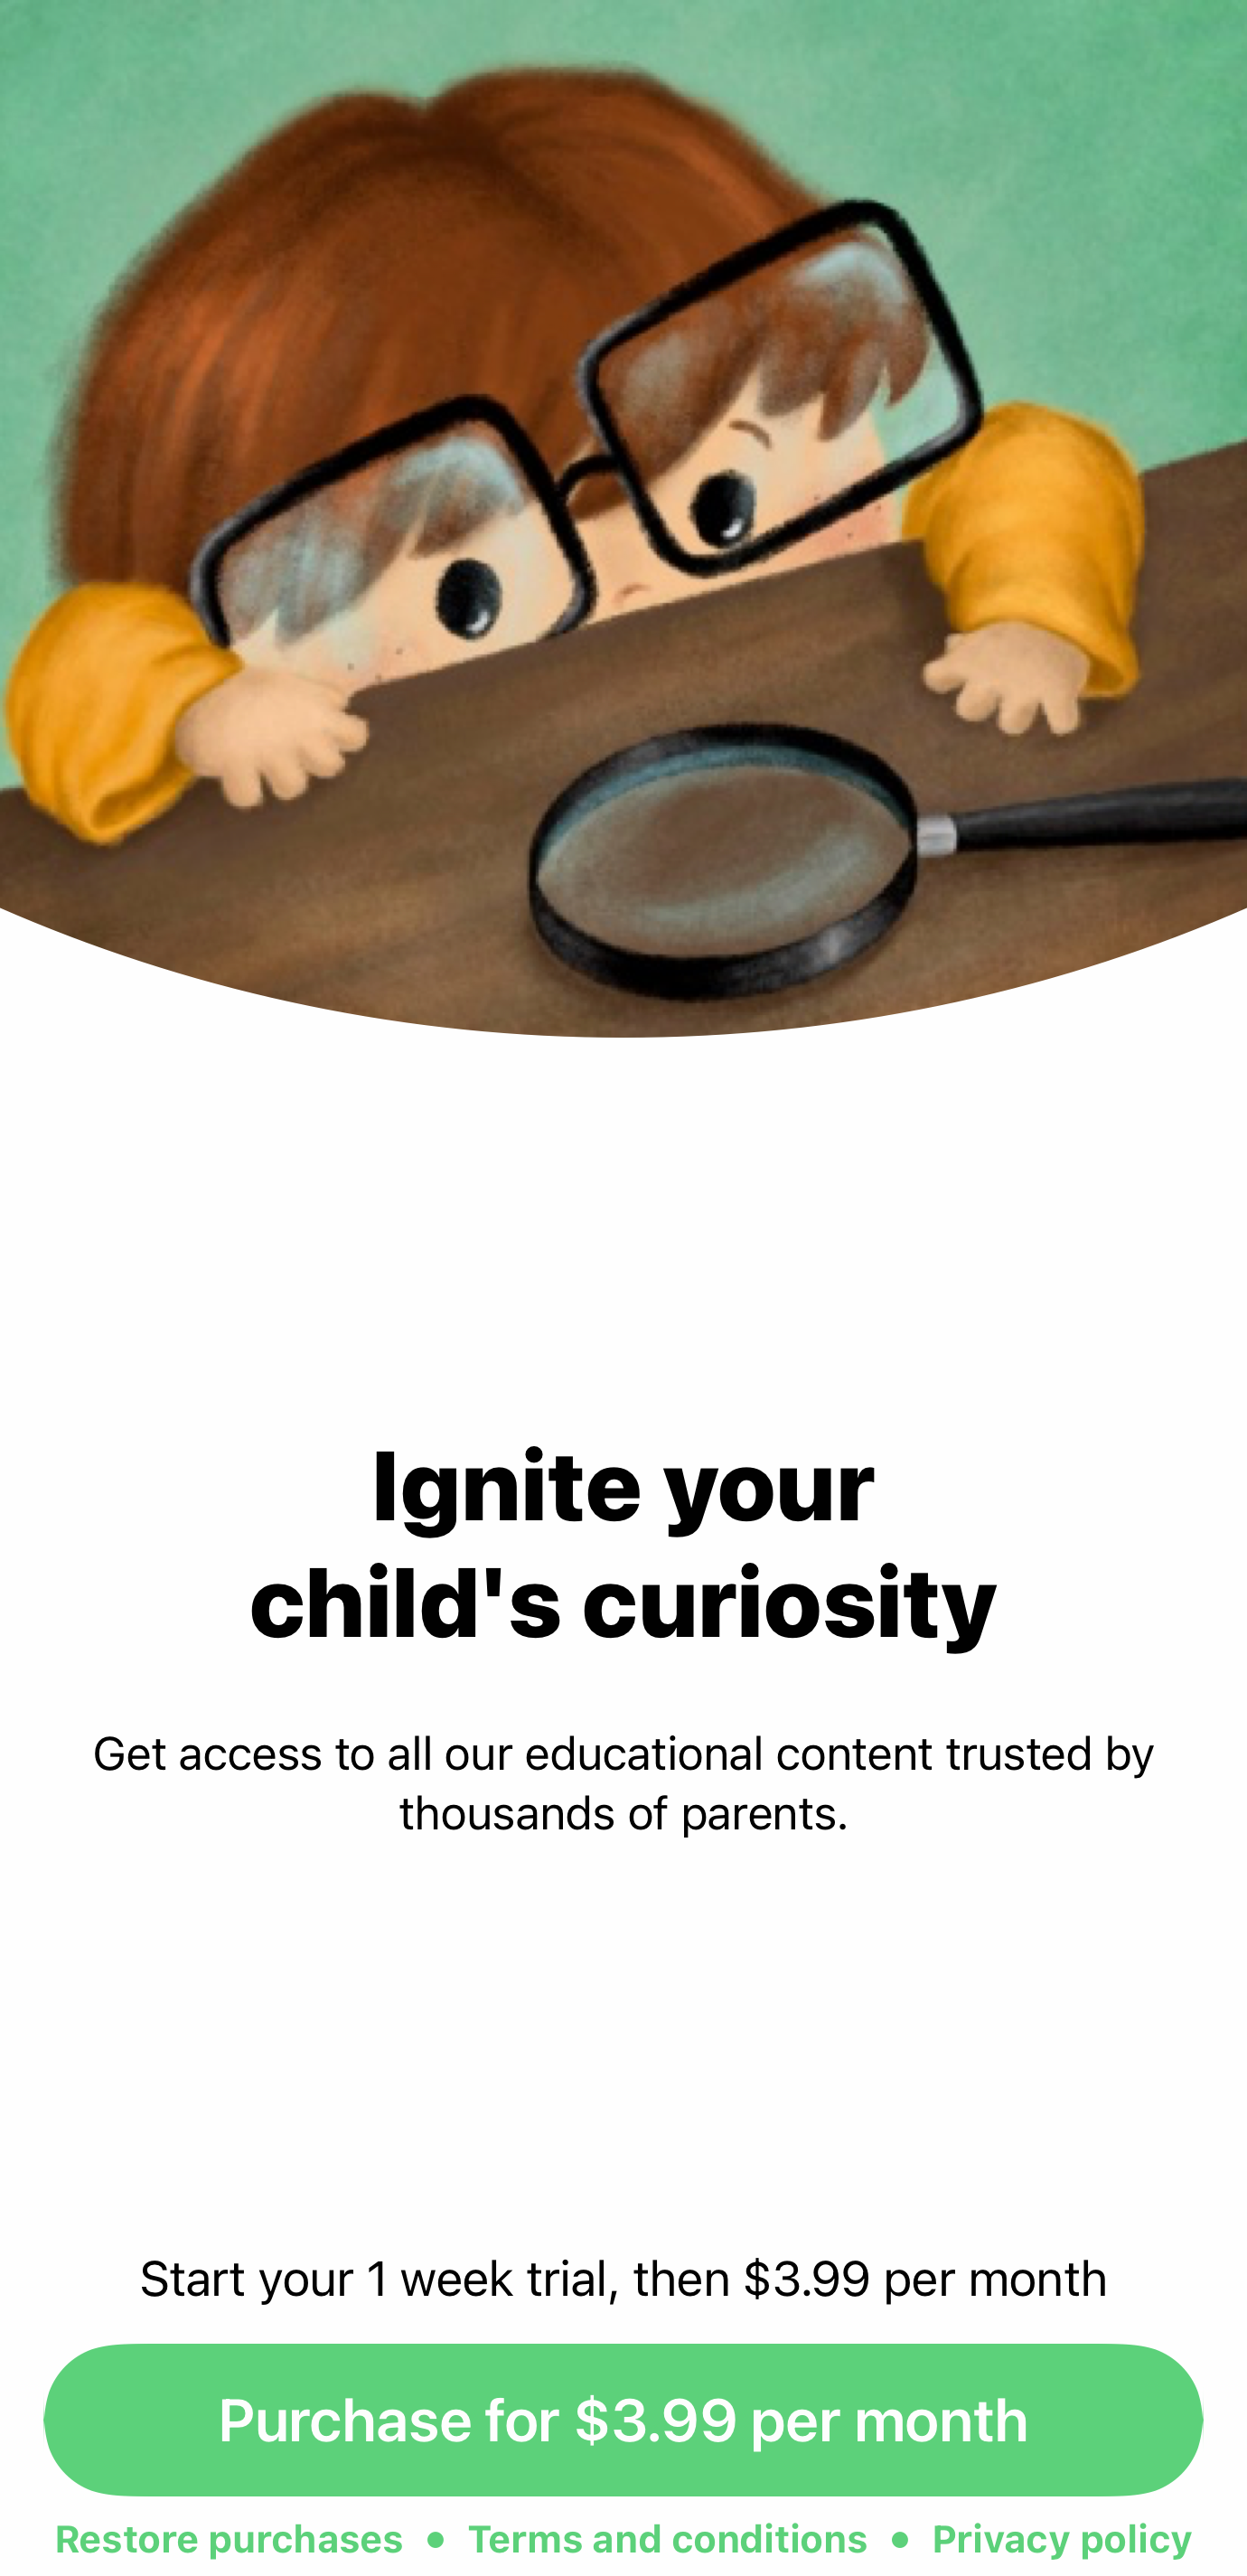 Ignite your
child's curiosity
Get access to all our educational content trusted by
thousands of parents.
Start your 1 week trial, then $3.99 per month
Purchase for $3.99 per month
Restore purchases • Terms and conditions • Privacy policy